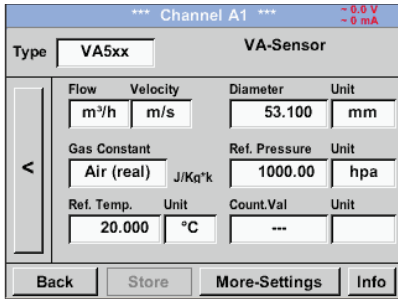 *** Channel A1 ***
~ 0.0 V
~ 0 mA
Type VA5xx VA-Sensor
Flow Velocity Diameter Unit
m³/h m/s 53.100 mm
Gas Constant Ref. Pressure Unit
< Air (real) J/Kg*k 1000.00 hpa
Ref. Temp. Unit Count.Val Unit
20.000 °C ---
Back Store More-Settings Info